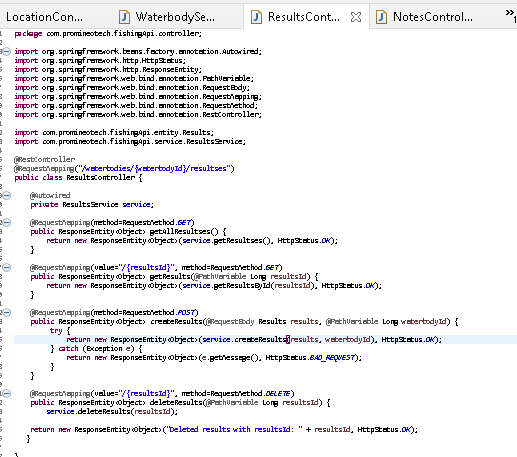 LocationCon...
WaterbodySe...
ResultsCont...
NotesControl...
package com.promineotech.fishingApi.controller;
import org.springframework.beans.factory.annotation.Autowired;
import org.springframework.http.HttpStatus;
import org.springframework.http.ResponseEntity;
import org.springframework.web.bind.annotation.PathVariable;
import org.springframework.web.bind.annotation.RequestBody;
import org.springframework.web.bind.annotation.RequestMapping;
import org.springframework.web.bind.annotation.RequestMethod;
import org.springframework.web.bind.annotation.RestController;
import com.promineotech.fishingApi.entity.Results;
import com.promineotech.fishingApi.service.ResultsService;
@RestController
@RequestMapping("/waterbodies/{waterbodyId}/resultses")
public class ResultsController {
@Autowired
private ResultsService service;
@RequestMapping(method=RequestMethod.GET)
public ResponseEntity<Object> getAllResultses() {
return new ResponseEntity<Object>(service.getResultses(), HttpStatus.OK);
}
@RequestMapping(value="/{resultsId}", method=RequestMethod.GET)
public ResponseEntity<Object> getResults(@PathVariable Long resultsId) {
return new ResponseEntity<Object>(service.getResultsById(resultsId), HttpStatus.OK);
}
@RequestMapping(method=RequestMethod.POST)
public ResponseEntity<Object> createResults(@RequestBody Results results, @PathVariable Long waterbodyId) {
try {
return new ResponseEntity<Object>(service.createResults(results, waterbodyId), HttpStatus.OK);
} catch (Exception e) {
return new ResponseEntity<Object>(e.getMessage(), HttpStatus.BAD_REQUEST);
}
}
@RequestMapping(value="/{resultsId}", method=RequestMethod.DELETE)
public ResponseEntity<Object> deleteResults(@PathVariable Long resultsId) {
service.deleteResults(resultsId);
return new ResponseEntity<Object>("Deleted results with resultsId: " + resultsId, HttpStatus.OK);
}
}